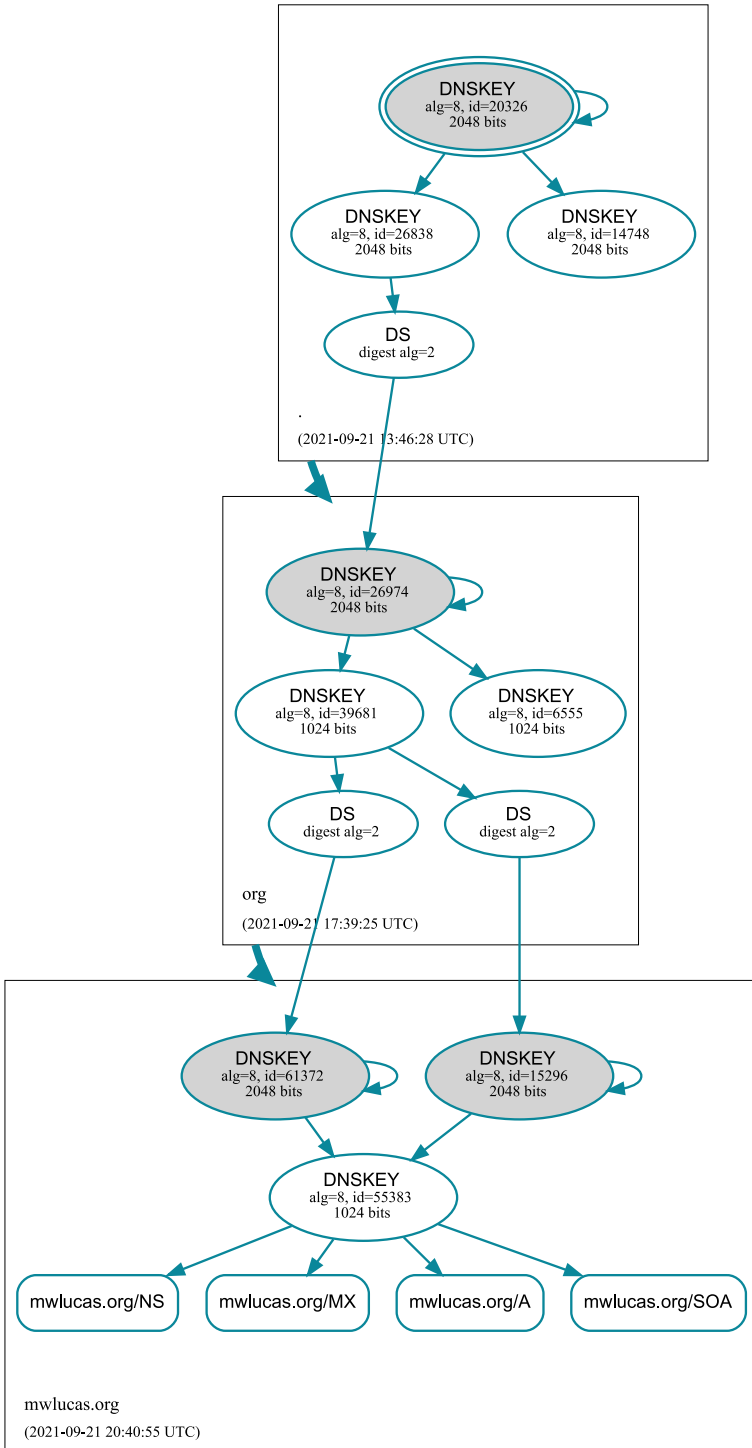 DNSKEY
alg=8, id=20326
2048 bits
DNSKEY
alg=8, id=26838
2048 bits
DNSKEY
alg=8, id=14748
2048 bits
DS
digest alg=2
.
(2021-09-21 13:46:28 UTC)
DNSKEY
alg=8, id=26974
2048 bits
DNSKEY
alg=8, id=39681
1024 bits
DNSKEY
alg=8, id=6555
1024 bits
DS
digest alg=2
DS
digest alg=2
org
(2021-09-21 17:39:25 UTC)
DNSKEY
alg=8, id=61372
2048 bits
DNSKEY
alg=8, id=15296
2048 bits
DNSKEY
alg=8, id=55383
1024 bits
mwlucas.org/NS
mwlucas.org/MX
mwlucas.org/A
mwlucas.org/SOA
mwlucas.org
(2021-09-21 20:40:55 UTC)